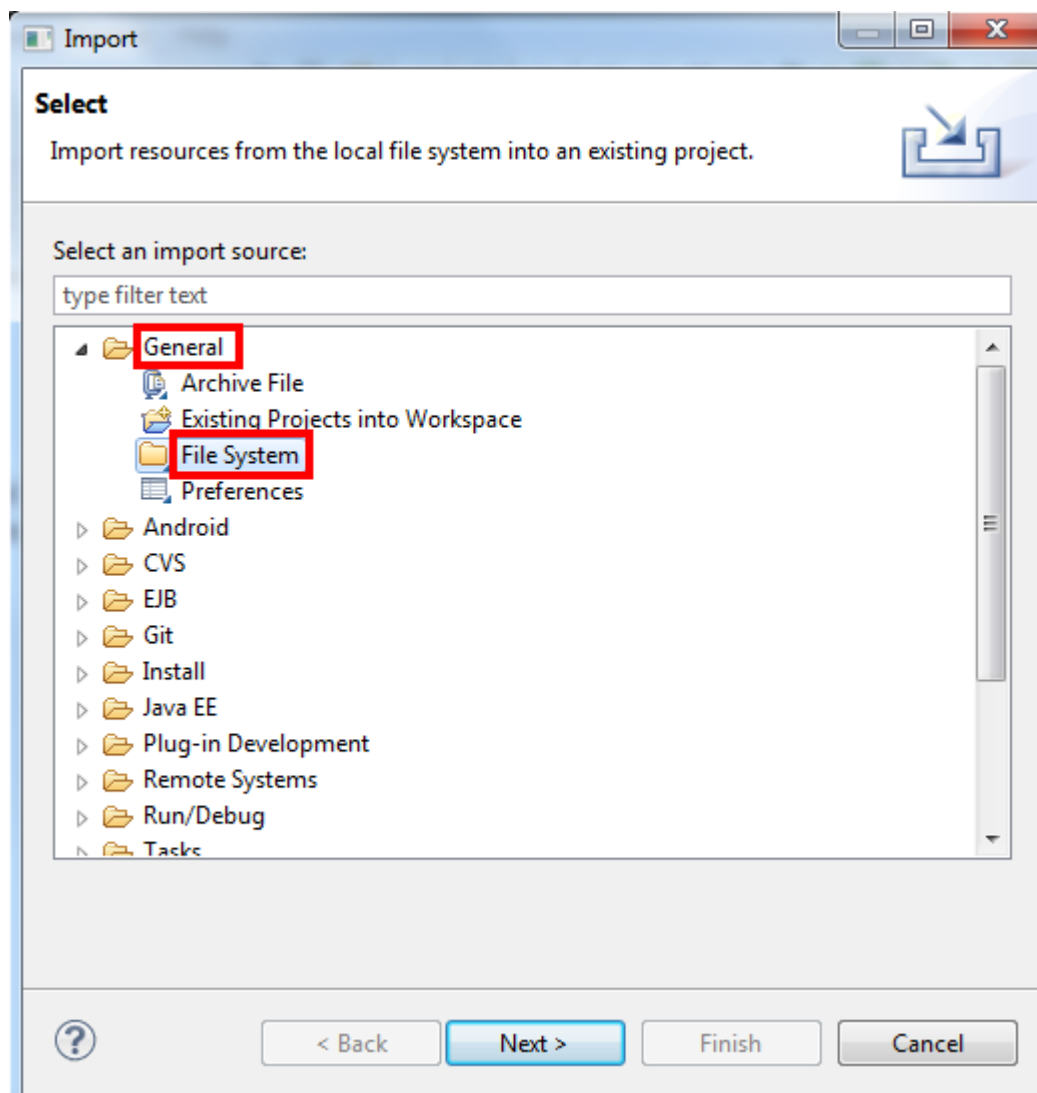 Import
Select
Import resources from the local file system into an existing project.
Select an import source:
type filter text
General
Archive File
Existing Projects into Workspace
File System
Preferences
Android
CVS
EJB
Git
Install
Java EE
Plug-in Development
Remote Systems
Run/Debug
Tasks
? < Back Next > Finish Cancel